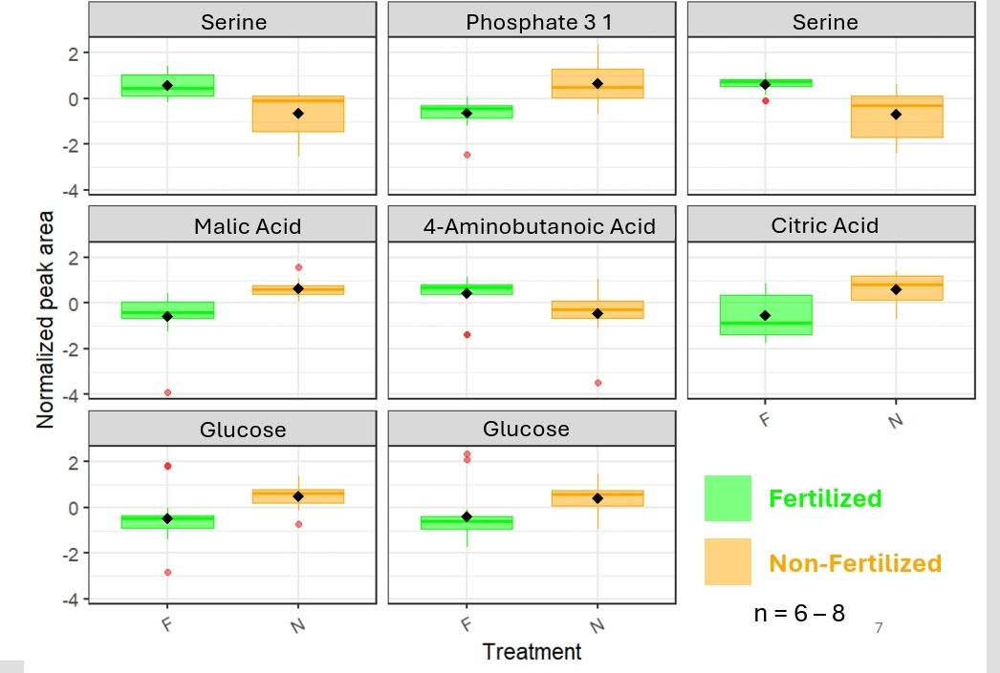 Serine
Phosphate 3 1
Serine
2
0
-2
-4
Normalized peak area
Malic Acid
4-Aminobutanoic Acid
Citric Acid
2
0
-2
-4
F
N
Glucose
Glucose
2
0
-2
-4
F
N
F
N
Fertilized
Non-Fertilized
n = 6 – 8
7
Treatment